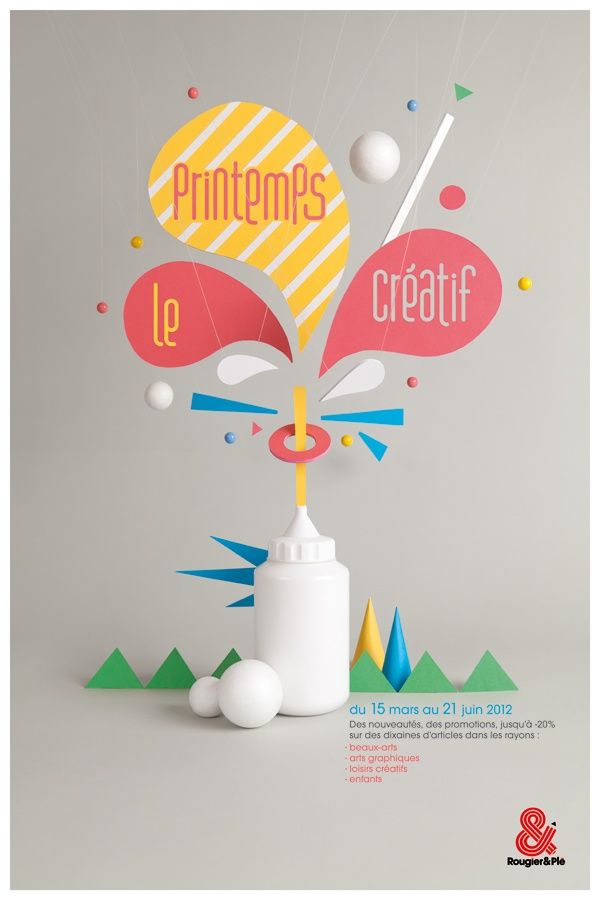 le
printemps
créatif
du 15 mars au 21 juin 2012
Des nouveautés, des promotions, jusqu'à -20%
sur des dixaines d'articles dans les rayons :
· beaux-arts
· arts graphiques
· loisirs créatifs
· enfants
&
Rougier&Plé